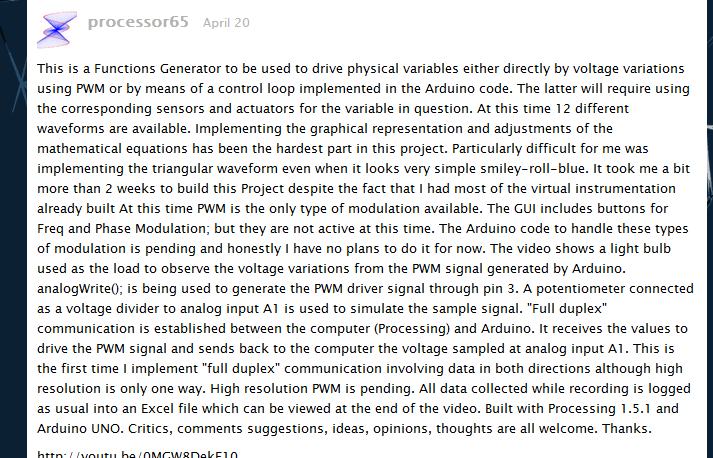 processor65 April 20
This is a Functions Generator to be used to drive physical variables either directly by voltage variations
using PWM or by means of a control loop implemented in the Arduino code. The latter will require using
the corresponding sensors and actuators for the variable in question. At this time 12 different
waveforms are available. Implementing the graphical representation and adjustments of the
mathematical equations has been the hardest part in this project. Particularly difficult for me was
implementing the triangular waveform even when it looks very simple smiley-roll-blue. It took me a bit
more than 2 weeks to build this Project despite the fact that I had most of the virtual instrumentation
already built At this time PWM is the only type of modulation available. The GUI includes buttons for
Freq and Phase Modulation; but they are not active at this time. The Arduino code to handle these types
of modulation is pending and honestly I have no plans to do it for now. The video shows a light bulb
used as the load to observe the voltage variations from the PWM signal generated by Arduino.
analogWrite(); is being used to generate the PWM driver signal through pin 3. A potentiometer connected
as a voltage divider to analog input A1 is used to simulate the sample signal. "Full duplex"
communication is established between the computer (Processing) and Arduino. It receives the values to
drive the PWM signal and sends back to the computer the voltage sampled at analog input A1. This is
the first time I implement "full duplex" communication involving data in both directions although high
resolution is only one way. High resolution PWM is pending. All data collected while recording is logged
as usual into an Excel file which can be viewed at the end of the video. Built with Processing 1.5.1 and
Arduino UNO. Critics, comments suggestions, ideas, opinions, thoughts are all welcome. Thanks.